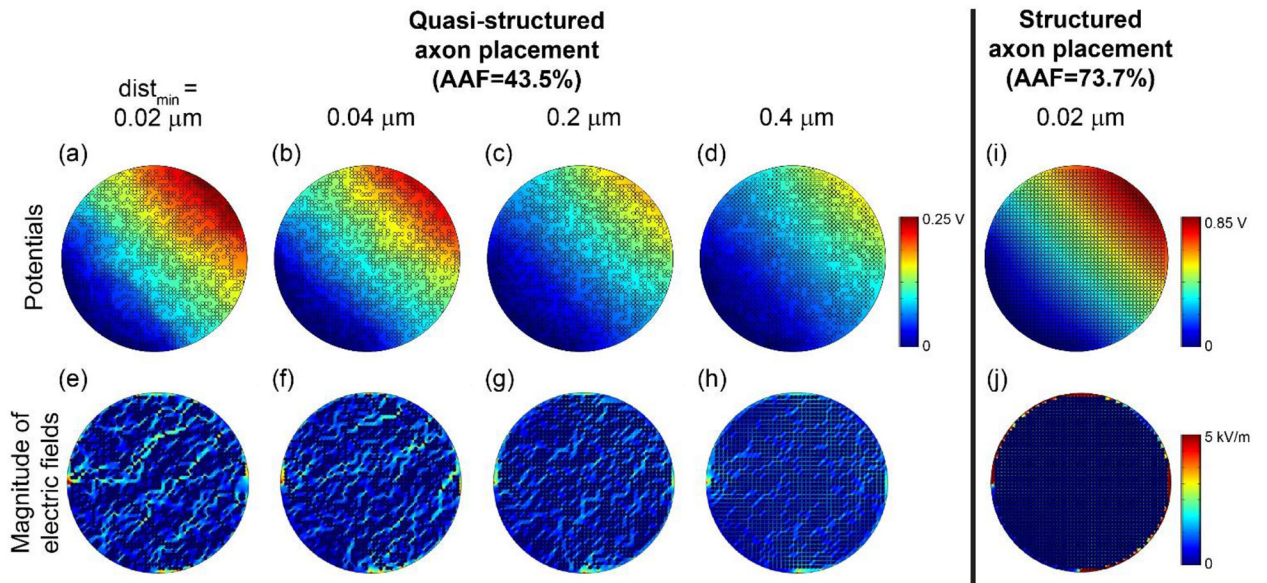 Quasi-structured
axon placement
(AAF=43.5%)
Structured
axon placement
(AAF=73.7%)
dist_min =
0.02 μm
0.04 μm
0.2 μm
0.4 μm
0.02 μm
(a)
(b)
(c)
(d)
(i)
Potentials
0.25 V
0
0.85 V
0
(e)
(f)
(g)
(h)
(j)
Magnitude of
electric fields
5 kV/m
0